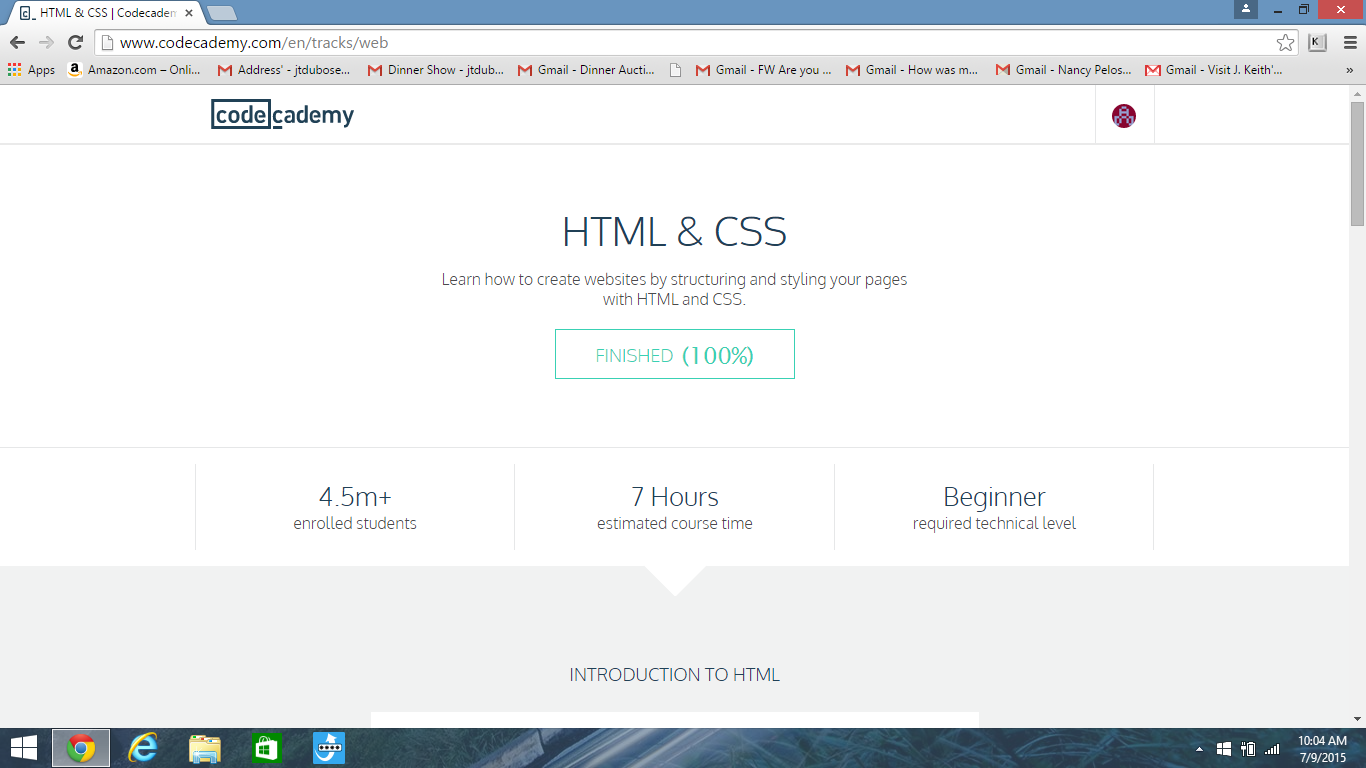 HTML & CSS | Codecadem
www.codecademy.com/en/tracks/web
K
Apps Amazon.com – Onli... Address' - jtdubose... Dinner Show - jtdub... Gmail - Dinner Aucti... Gmail - FW Are you ... Gmail - How was m... Gmail - Nancy Pelos... Gmail - Visit J. Keith'... »
codecademy
HTML & CSS
Learn how to create websites by structuring and styling your pages
with HTML and CSS.
FINISHED (100%)
4.5m+ 7 Hours Beginner
enrolled students estimated course time required technical level
INTRODUCTION TO HTML
10:04 AM
7/9/2015